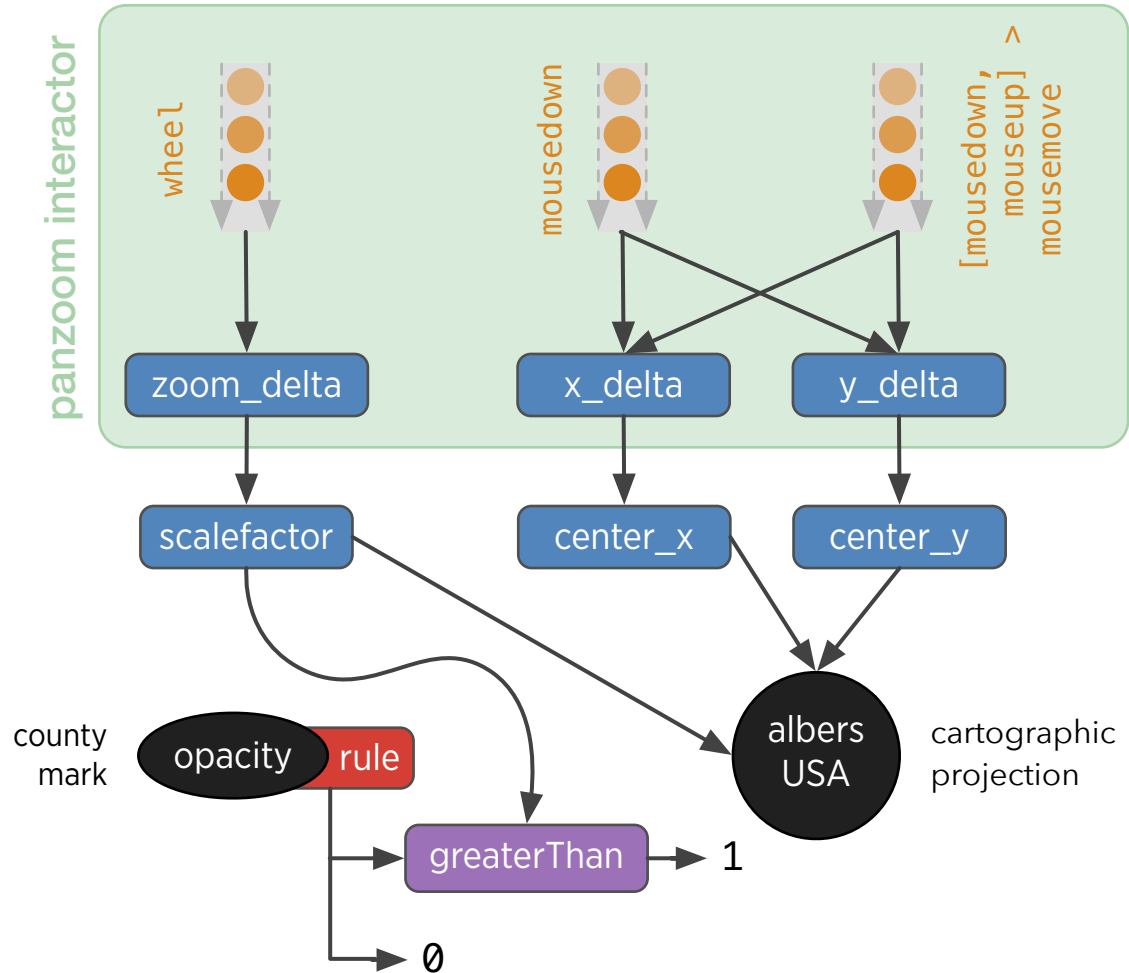 panzoom interactor
wheel
mousedown
[mousedown,
mouseup] >
mousemove
zoom_delta
x_delta
y_delta
scalefactor
center_x
center_y
county
mark
opacity
rule
albers
USA
cartographic
projection
greaterThan
1
0